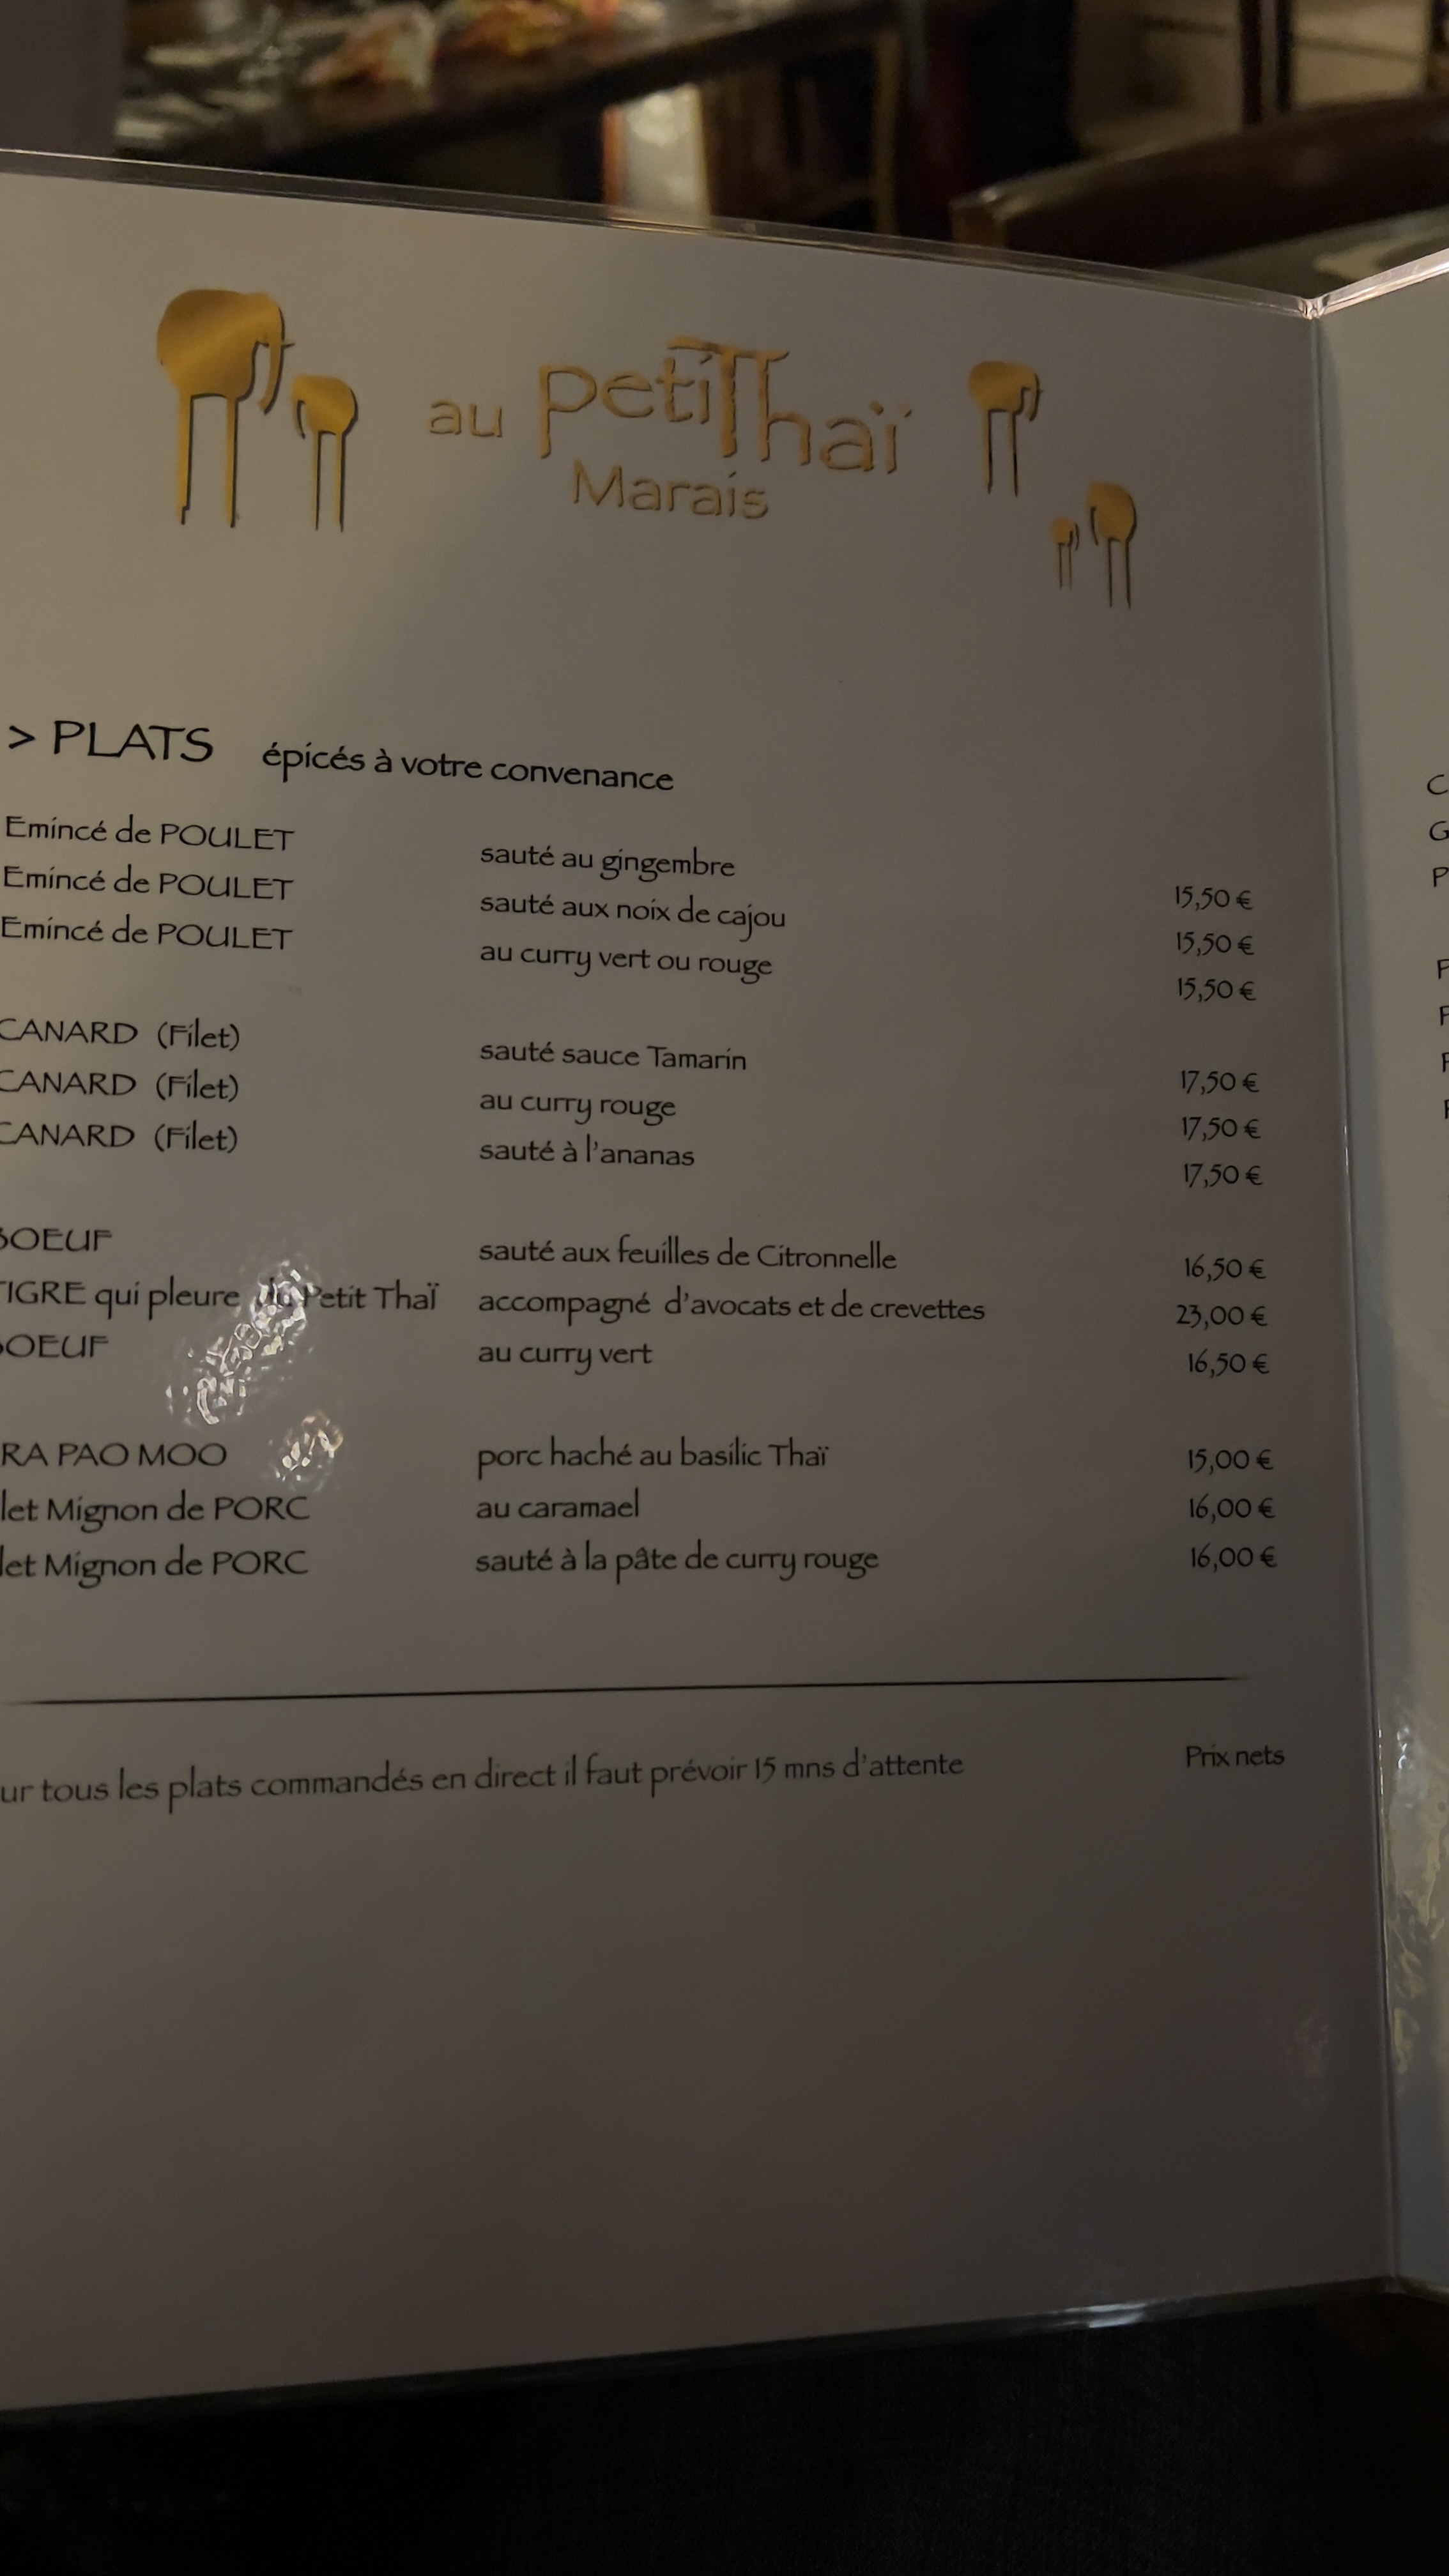 au petit Thaï
Marais
> PLATS épicés à votre convenance
Emincé de POULET sauté au gingembre 15,50 €
Emincé de POULET sauté aux noix de cajou 15,50 €
Emincé de POULET au curry vert ou rouge 15,50 €
CANARD (Filet) sauté sauce Tamarin 17,50 €
CANARD (Filet) au curry rouge 17,50 €
CANARD (Filet) sauté à l'ananas 17,50 €
BOEUF sauté aux feuilles de Citronnelle 16,50 €
TIGRE qui pleure du Petit Thaï accompagné d'avocats et de crevettes 23,00 €
BOEUF au curry vert 16,50 €
RA PAO MOO porc haché au basilic Thaï 15,00 €
let Mignon de PORC au caramael 16,00 €
let Mignon de PORC sauté à la pâte de curry rouge 16,00 €
ur tous les plats commandés en direct il faut prévoir 15 mns d'attente Prix nets